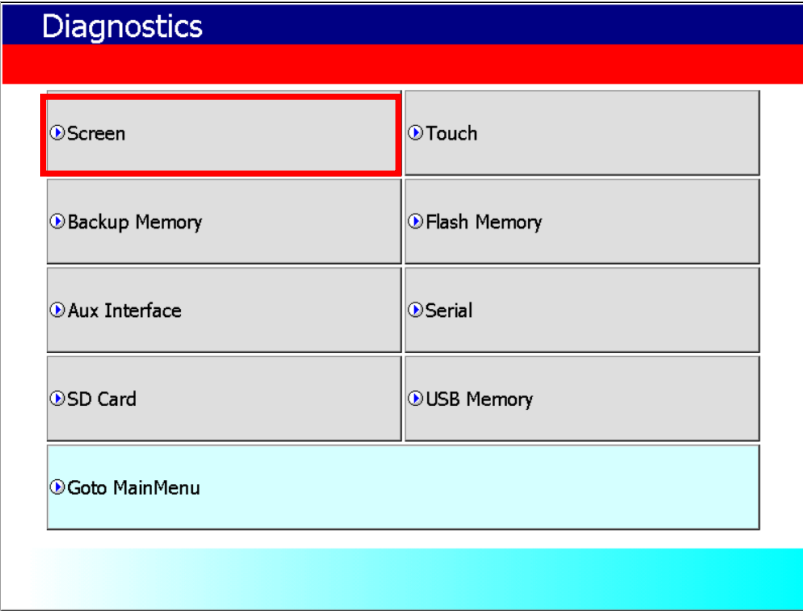 Diagnostics
Screen
Touch
Backup Memory
Flash Memory
Aux Interface
Serial
SD Card
USB Memory
Goto MainMenu